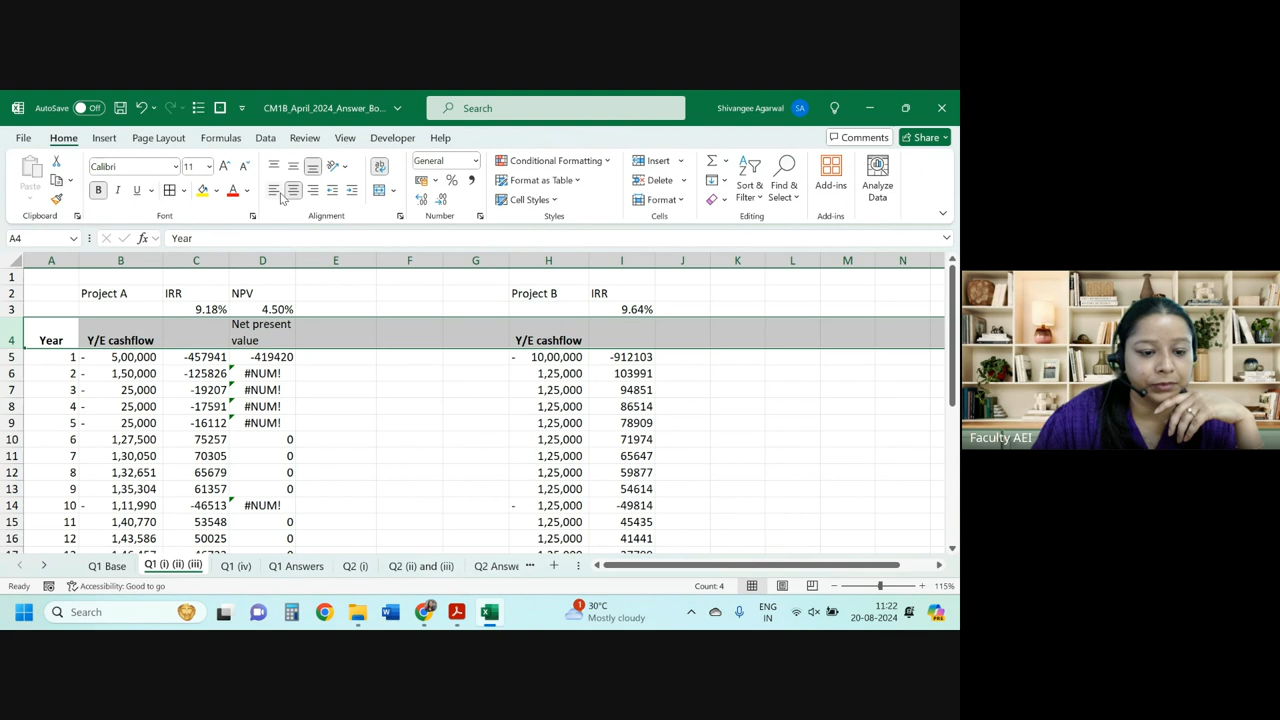 AutoSave Off CM1B_April_2024_Answer_Bo... Search Shivangee Agarwal SA
File Home Insert Page Layout Formulas Data Review View Developer Help Comments Share
Paste Calibri 11 General Conditional Formatting Insert
B I U Format as Table Delete Sort & Filter Find & Select Add-ins Analyze Data
Cell Styles Format
Clipboard Font Alignment Number Styles Cells Editing Add-ins
A4 fx Year
A B C D E F G H I J K L M N
1
2 Project A IRR NPV Project B IRR
3 9.18% 4.50% 9.64%
4 Year Y/E cashflow Net present value Y/E cashflow
5 1 - 5,00,000 -457941 -419420 - 10,00,000 -912103
6 2 - 1,50,000 -125826 #NUM! 1,25,000 103991
7 3 - 25,000 -19207 #NUM! 1,25,000 94851
8 4 - 25,000 -17591 #NUM! 1,25,000 86514
9 5 - 25,000 -16112 #NUM! 1,25,000 78909
10 6 1,27,500 75257 0 1,25,000 71974
11 7 1,30,050 70305 0 1,25,000 65647
12 8 1,32,651 65679 0 1,25,000 59877
13 9 1,35,304 61357 0 1,25,000 54614
14 10 - 1,11,990 -46513 #NUM! - 1,25,000 -49814
15 11 1,40,770 53548 0 1,25,000 45435
16 12 1,43,586 50025 0 1,25,000 41441
Q1 Base Q1 (i) (ii) (iii) Q1 (iv) Q1 Answers Q2 (i) Q2 (ii) and (iii) Q2 Answe
Ready Accessibility: Good to go Count: 4 115%
Search 30°C Mostly cloudy ENG IN 11:22 20-08-2024
Faculty AEI